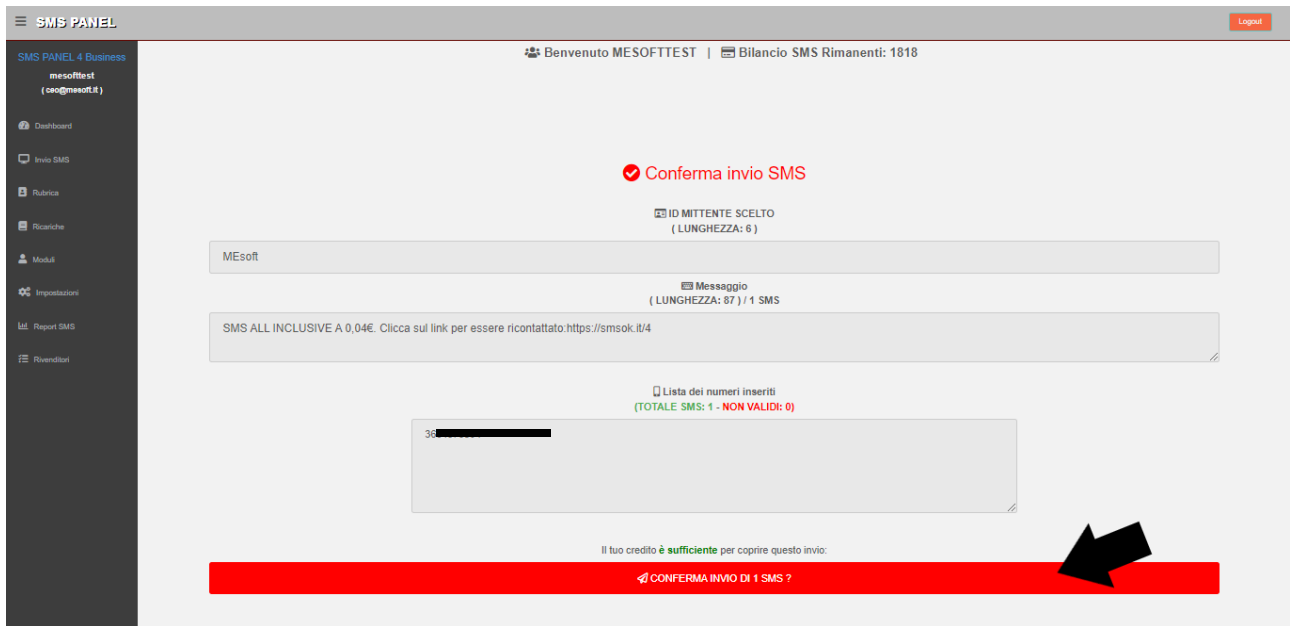 SMS PANEL
Logout
SMS PANEL 4 Business
mesofttest
( ceo@mesoft.it )
Dashboard
Invio SMS
Rubrica
Ricariche
Moduli
Impostazioni
Report SMS
Rivenditori
Benvenuto MESOFTTEST | Bilancio SMS Rimanenti: 1818
Conferma invio SMS
ID MITTENTE SCELTO
( LUNGHEZZA: 6 )
MEsoft
Messaggio
( LUNGHEZZA: 87 ) / 1 SMS
SMS ALL INCLUSIVE A 0,04€. Clicca sul link per essere ricontattato:https://smsok.it/4
Lista dei numeri inseriti
(TOTALE SMS: 1 - NON VALIDI: 0)
36
Il tuo credito è sufficiente per coprire questo invio:
CONFERMA INVIO DI 1 SMS ?